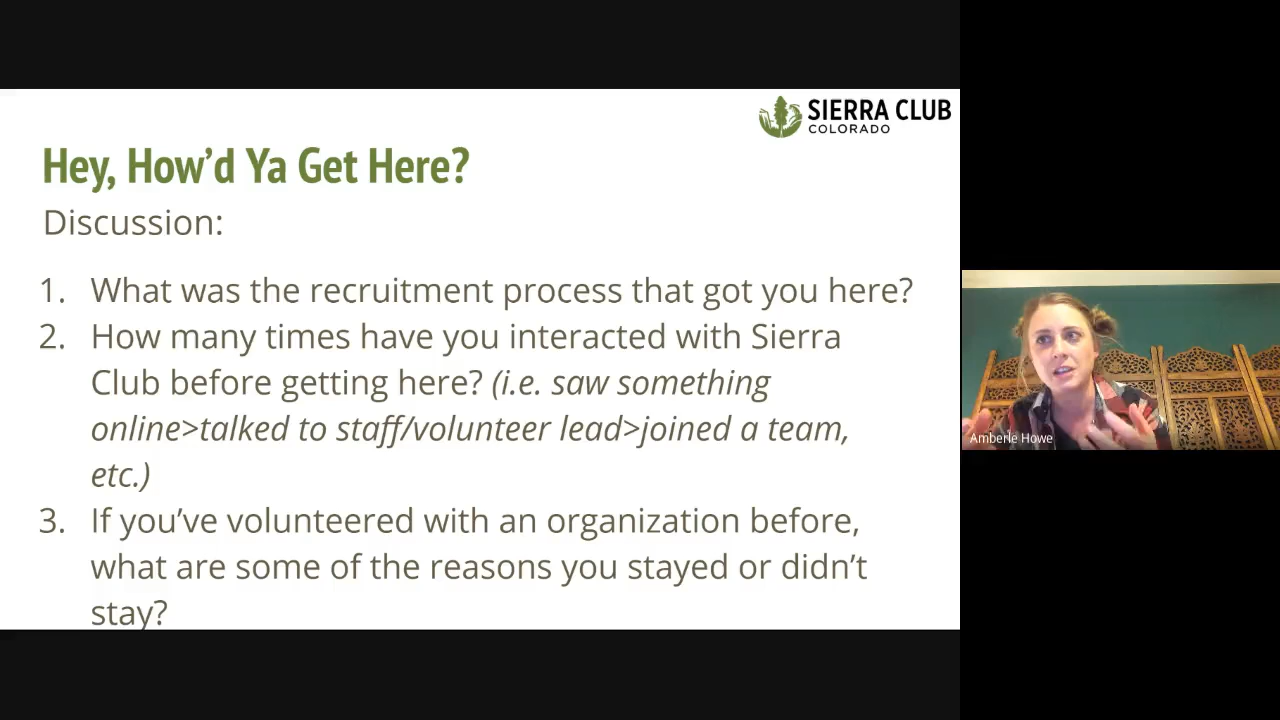 SIERRA CLUB
COLORADO
Hey, How'd Ya Get Here?
Discussion:
1. What was the recruitment process that got you here?
2. How many times have you interacted with Sierra
Club before getting here? (i.e. saw something
online>talked to staff/volunteer lead>joined a team,
etc.)
3. If you've volunteered with an organization before,
what are some of the reasons you stayed or didn't
stay?
Amberle Howe